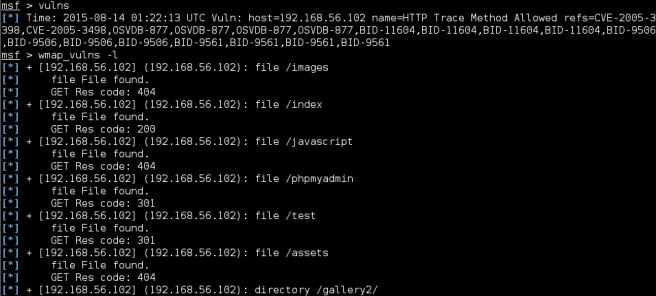 msf > vulns
[*] Time: 2015-08-14 01:22:13 UTC Vuln: host=192.168.56.102 name=HTTP Trace Method Allowed refs=CVE-2005-3
398,CVE-2005-3498,OSVDB-877,OSVDB-877,OSVDB-877,OSVDB-877,BID-11604,BID-11604,BID-11604,BID-11604,BID-9506
,BID-9506,BID-9506,BID-9506,BID-9561,BID-9561,BID-9561,BID-9561
msf > wmap_vulns -l
[*] + [192.168.56.102] (192.168.56.102): file /images
[*] file File found.
[*] GET Res code: 404
[*] + [192.168.56.102] (192.168.56.102): file /index
[*] file File found.
[*] GET Res code: 200
[*] + [192.168.56.102] (192.168.56.102): file /javascript
[*] file File found.
[*] GET Res code: 404
[*] + [192.168.56.102] (192.168.56.102): file /phpmyadmin
[*] file File found.
[*] GET Res code: 301
[*] + [192.168.56.102] (192.168.56.102): file /test
[*] file File found.
[*] GET Res code: 301
[*] + [192.168.56.102] (192.168.56.102): file /assets
[*] file File found.
[*] GET Res code: 404
[*] + [192.168.56.102] (192.168.56.102): directory /gallery2/